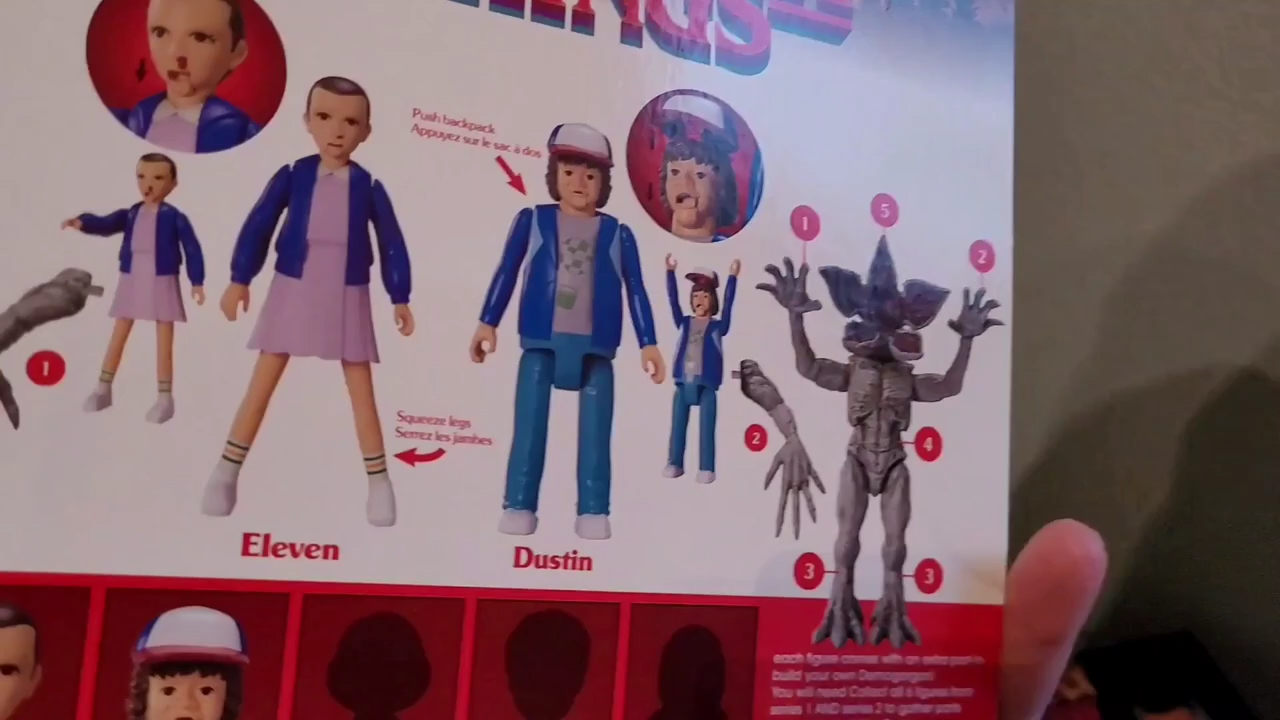 Push backpack
Appuyez sur le sac à dos
1
5
2
1
Squeeze legs
Serrez les jambes
2
4
Eleven
Dustin
3
3
each figure comes with an extra part to
build your own Demogorgon!
You will need Collect all 6 figures from
series 1 AND series 2 to gather parts